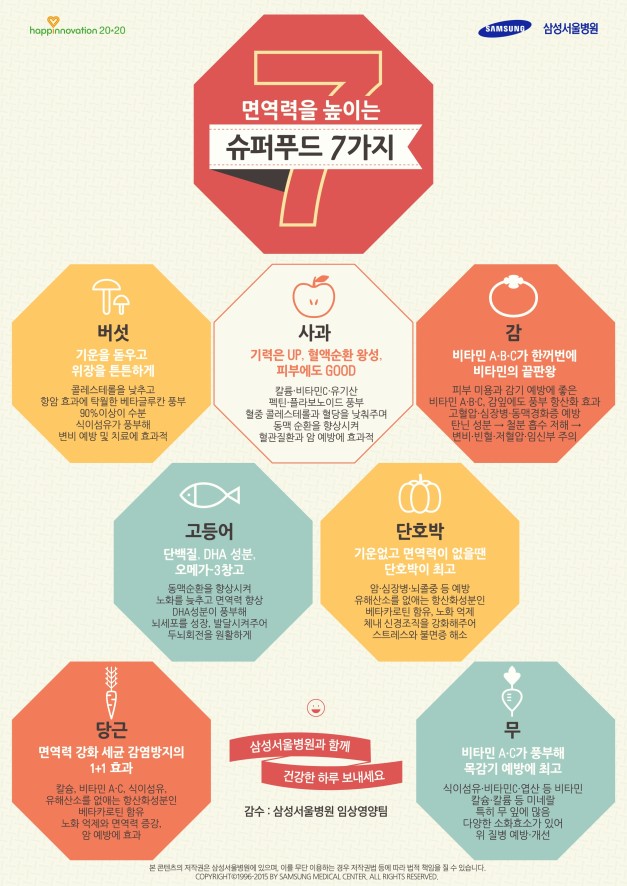 happinnovation 20·20
SAMSUNG 삼성서울병원
7
면역력을 높이는
슈퍼푸드 7가지
버섯
기운을 돋우고
위장을 튼튼하게
콜레스테롤을 낮추고
항암 효과에 탁월한 베타글루칸 풍부
90%이상이 수분
식이섬유가 풍부해
변비 예방 및 치료에 효과적
사과
기력은 UP, 혈액순환 왕성,
피부에도 GOOD
칼륨·비타민C·유기산
펙틴·플라보노이드 풍부
혈중 콜레스테롤과 혈당을 낮춰주며
동맥 순환을 향상시켜
혈관질환과 암 예방에 효과적
감
비타민 A·B·C가 한꺼번에
비타민의 끝판왕
피부 미용과 감기 예방에 좋은
비타민 A·B·C, 감잎에도 풍부 항산화 효과
고혈압·심장병·동맥경화증 예방
탄닌 성분 → 철분 흡수 저해 →
변비·빈혈·저혈압·임신부 주의
고등어
단백질, DHA 성분,
오메가-3창고
동맥순환을 향상시켜
노화를 늦추고 면역력 향상
DHA성분이 풍부해
뇌세포를 성장, 발달시켜주어
두뇌회전을 원활하게
단호박
기운없고 면역력이 없을땐
단호박이 최고
암·심장병·뇌졸중 등 예방
유해산소를 없애는 항산화성분인
베타카로틴 함유, 노화 억제
체내 신경조직을 강화해주어
스트레스와 불면증 해소
당근
면역력 강화 세균 감염방지의
1+1 효과
칼슘, 비타민 A·C, 식이섬유,
유해산소를 없애는 항산화성분인
베타카로틴 함유
노화 억제와 면역력 증강,
암 예방에 효과
삼성서울병원과 함께
건강한 하루 보내세요
감수 : 삼성서울병원 임상영양팀
무
비타민 A·C가 풍부해
목감기 예방에 최고
식이섬유·비타민C·엽산 등 비타민
칼슘·칼륨 등 미네랄
특히 무 잎에 많음
다양한 소화효소가 있어
위 질병 예방·개선
본 콘텐츠의 저작권은 삼성서울병원에 있으며, 이를 무단 이용하는 경우 저작권법 등에 따라 법적 책임을 질 수 있습니다.
COPYRIGHT©1996-2015 BY SAMSUNG MEDICAL CENTER. ALL RIGHTS RESERVED.